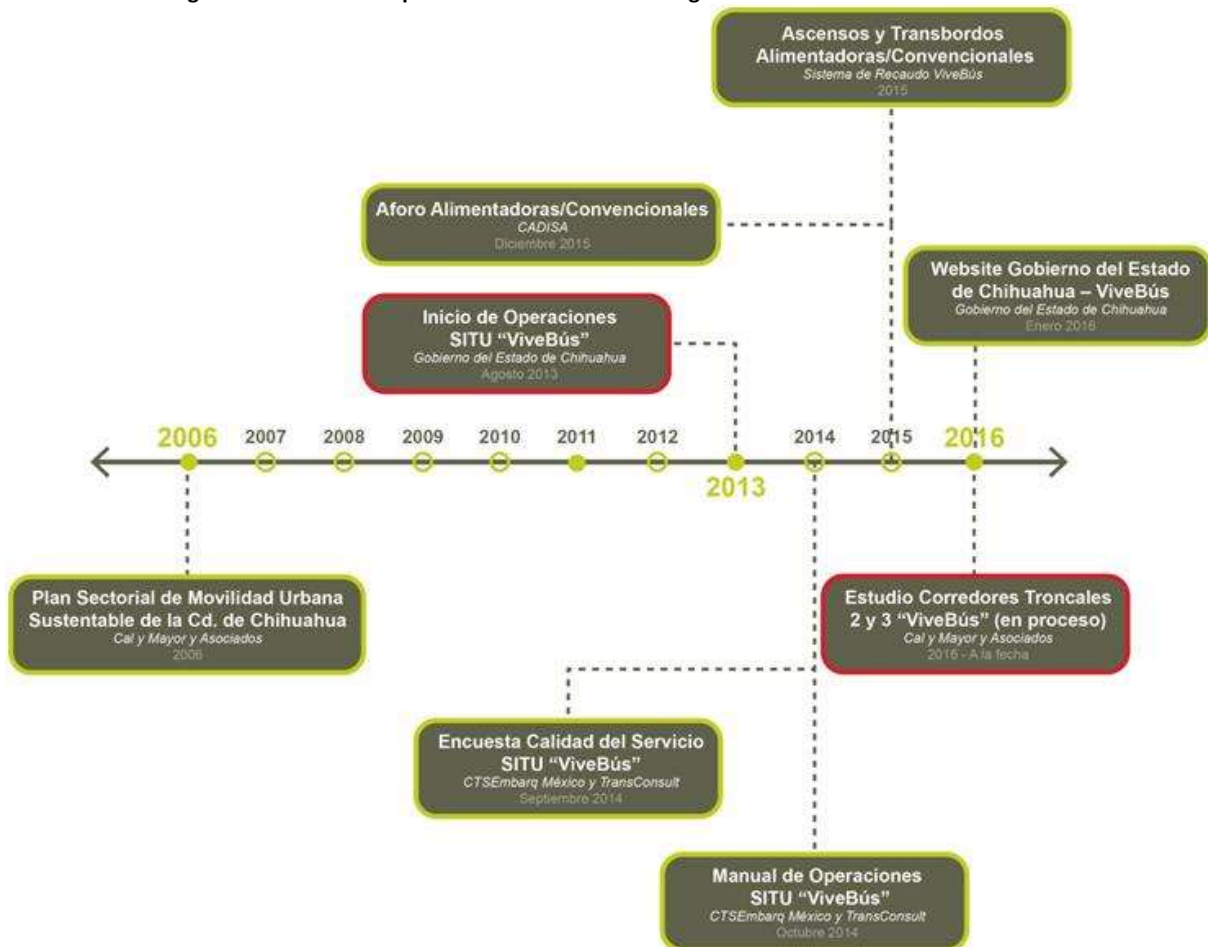 Ascensos y Transbordos
Alimentadoras/Convencionales
Sistema de Recaudo ViveBús
2015
Aforo Alimentadoras/Convencionales
CADISA
Diciembre 2015
Website Gobierno del Estado
de Chihuahua – ViveBús
Gobierno del Estado de Chihuahua
Enero 2016
Inicio de Operaciones
SITU “ViveBús”
Gobierno del Estado de Chihuahua
Agosto 2013
2006 2007 2008 2009 2010 2011 2012 2014 2015 2016
2013
Plan Sectorial de Movilidad Urbana
Sustentable de la Cd. de Chihuahua
Cal y Mayor y Asociados
2006
Estudio Corredores Troncales
2 y 3 “ViveBús” (en proceso)
Cal y Mayor y Asociados
2016 - A la fecha
Encuesta Calidad del Servicio
SITU “ViveBús”
CTSEmbarq México y TransConsult
Septiembre 2014
Manual de Operaciones
SITU “ViveBús”
CTSEmbarq México y TransConsult
Octubre 2014